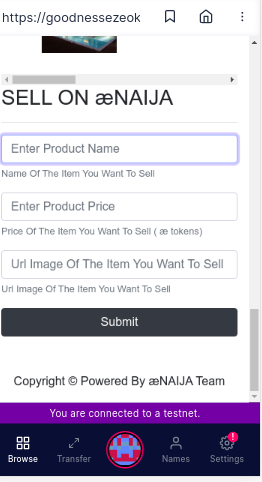 https://goodnessezeok
SELL ON æNAIJA
Enter Product Name
Name Of The Item You Want To Sell
Enter Product Price
Price Of The Item You Want To Sell ( æ tokens)
Url Image Of The Item You Want To Sell
Url Image Of The Item You Want To Sell
Submit
Copyright © Powered By æNAIJA Team
You are connected to a testnet.
Browse Transfer Names Settings